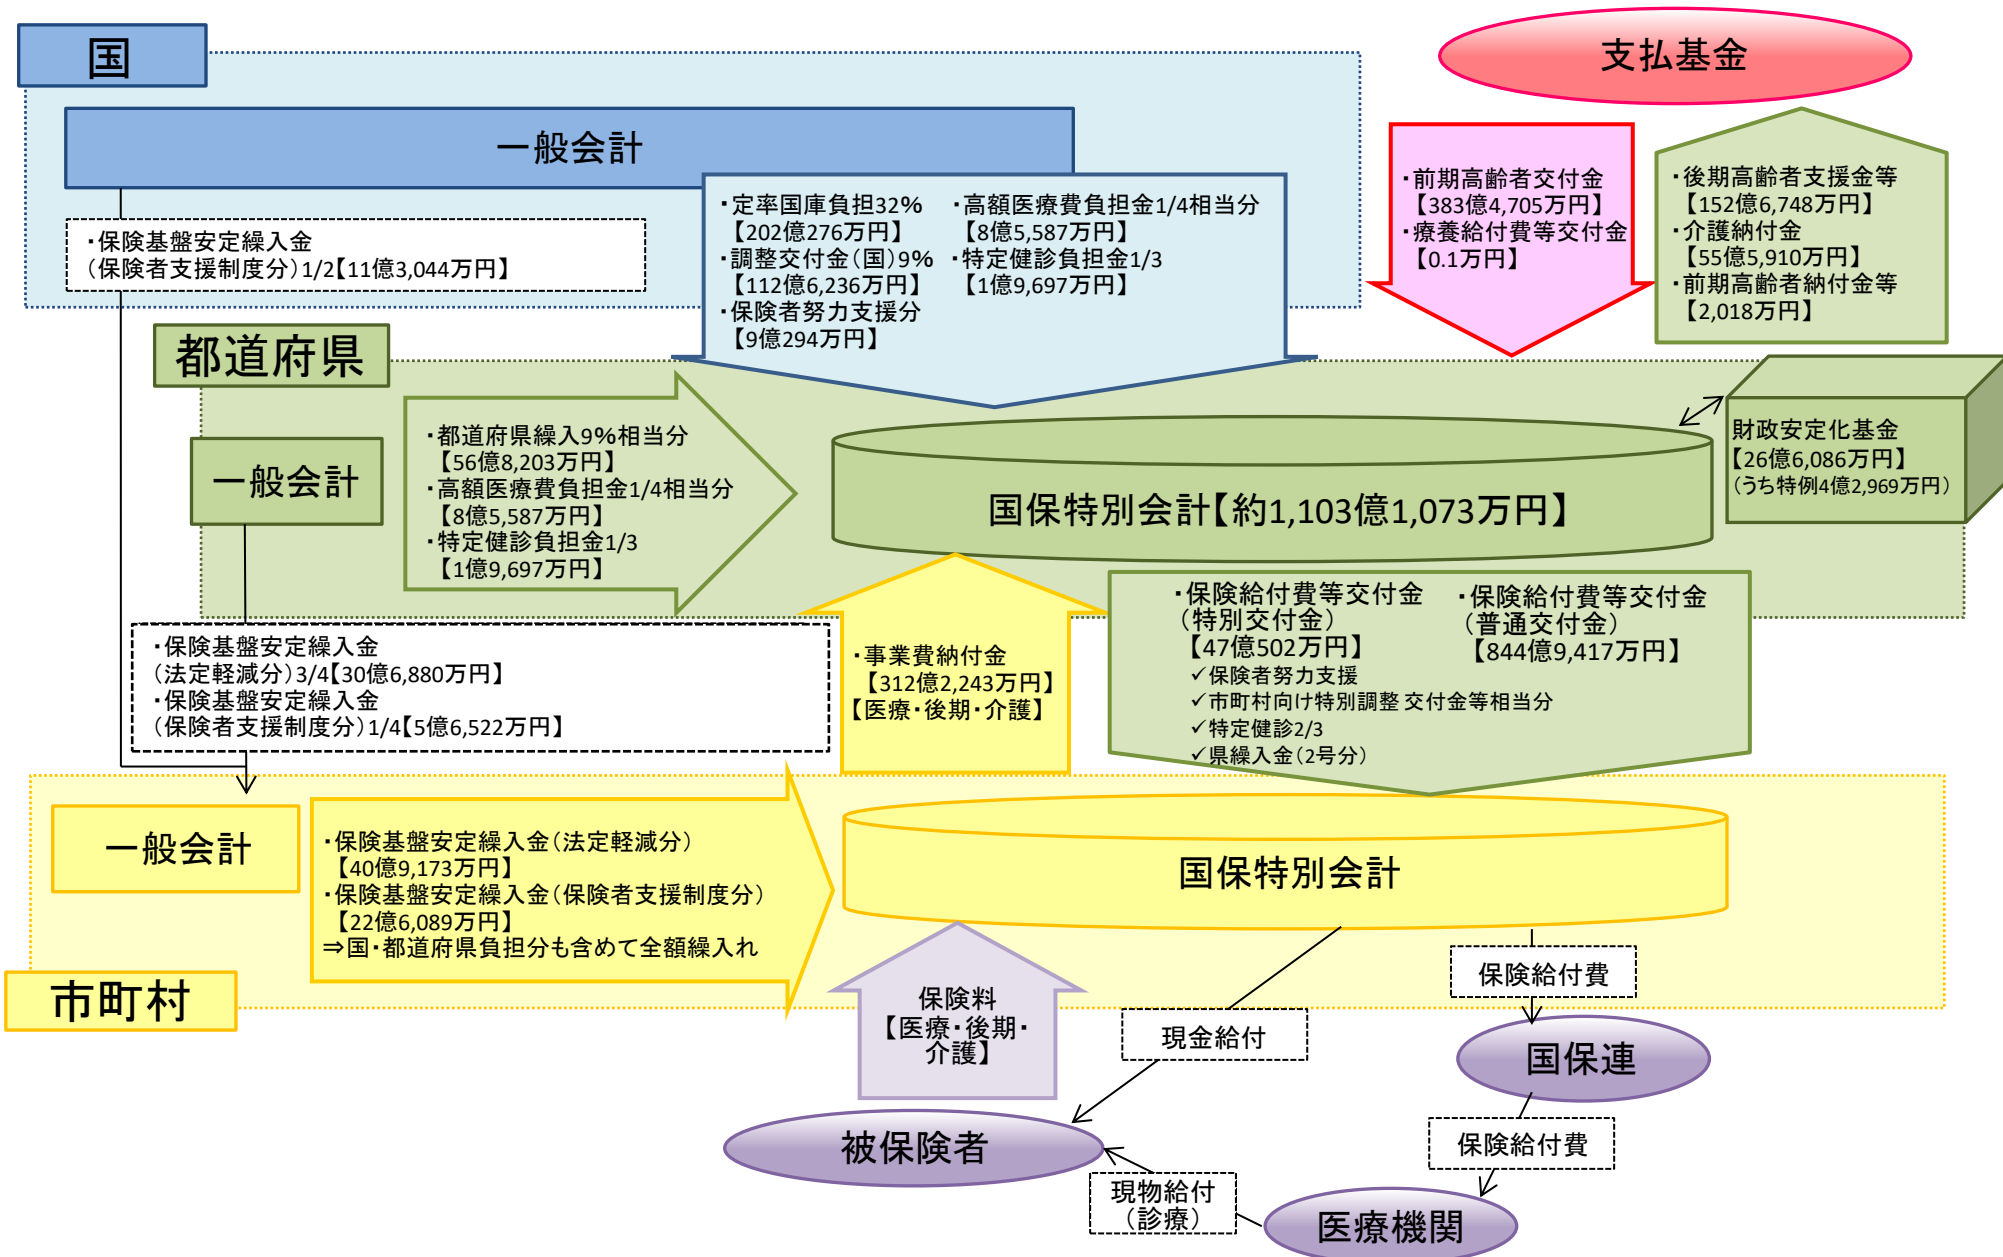 国
一般会計
・保険基盤安定繰入金
(保険者支援制度分)1/2【11億3,044万円】
・定率国庫負担32%
【202億276万円】
・調整交付金(国)9%
【112億6,236万円】
・保険者努力支援分
【9億294万円】
・高額医療費負担金1/4相当分
【8億5,587万円】
・特定健診負担金1/3
【1億9,697万円】
支払基金
・前期高齢者交付金
【383億4,705万円】
・療養給付費等交付金
【0.1万円】
・後期高齢者支援金等
【152億6,748万円】
・介護納付金
【55億5,910万円】
・前期高齢者納付金等
【2,018万円】
都道府県
一般会計
・都道府県繰入9%相当分
【56億8,203万円】
・高額医療費負担金1/4相当分
【8億5,587万円】
・特定健診負担金1/3
【1億9,697万円】
国保特別会計【約1,103億1,073万円】
財政安定化基金
【26億6,086万円】
(うち特例4億2,969万円)
・保険基盤安定繰入金
(法定軽減分)3/4【30億6,880万円】
・保険基盤安定繰入金
(保険者支援制度分)1/4【5億6,522万円】
・事業費納付金
【312億2,243万円】
【医療・後期・介護】
・保険給付費等交付金
(特別交付金)
【47億502万円】
✓保険者努力支援
✓市町村向け特別調整 交付金等相当分
✓特定健診2/3
✓県繰入金(2号分)
・保険給付費等交付金
(普通交付金)
【844億9,417万円】
一般会計
・保険基盤安定繰入金(法定軽減分)
【40億9,173万円】
・保険基盤安定繰入金(保険者支援制度分)
【22億6,089万円】
⇒国・都道府県負担分も含めて全額繰入れ
国保特別会計
市町村
保険料
【医療・後期・
介護】
現金給付
保険給付費
国保連
被保険者
保険給付費
現物給付
(診療)
医療機関